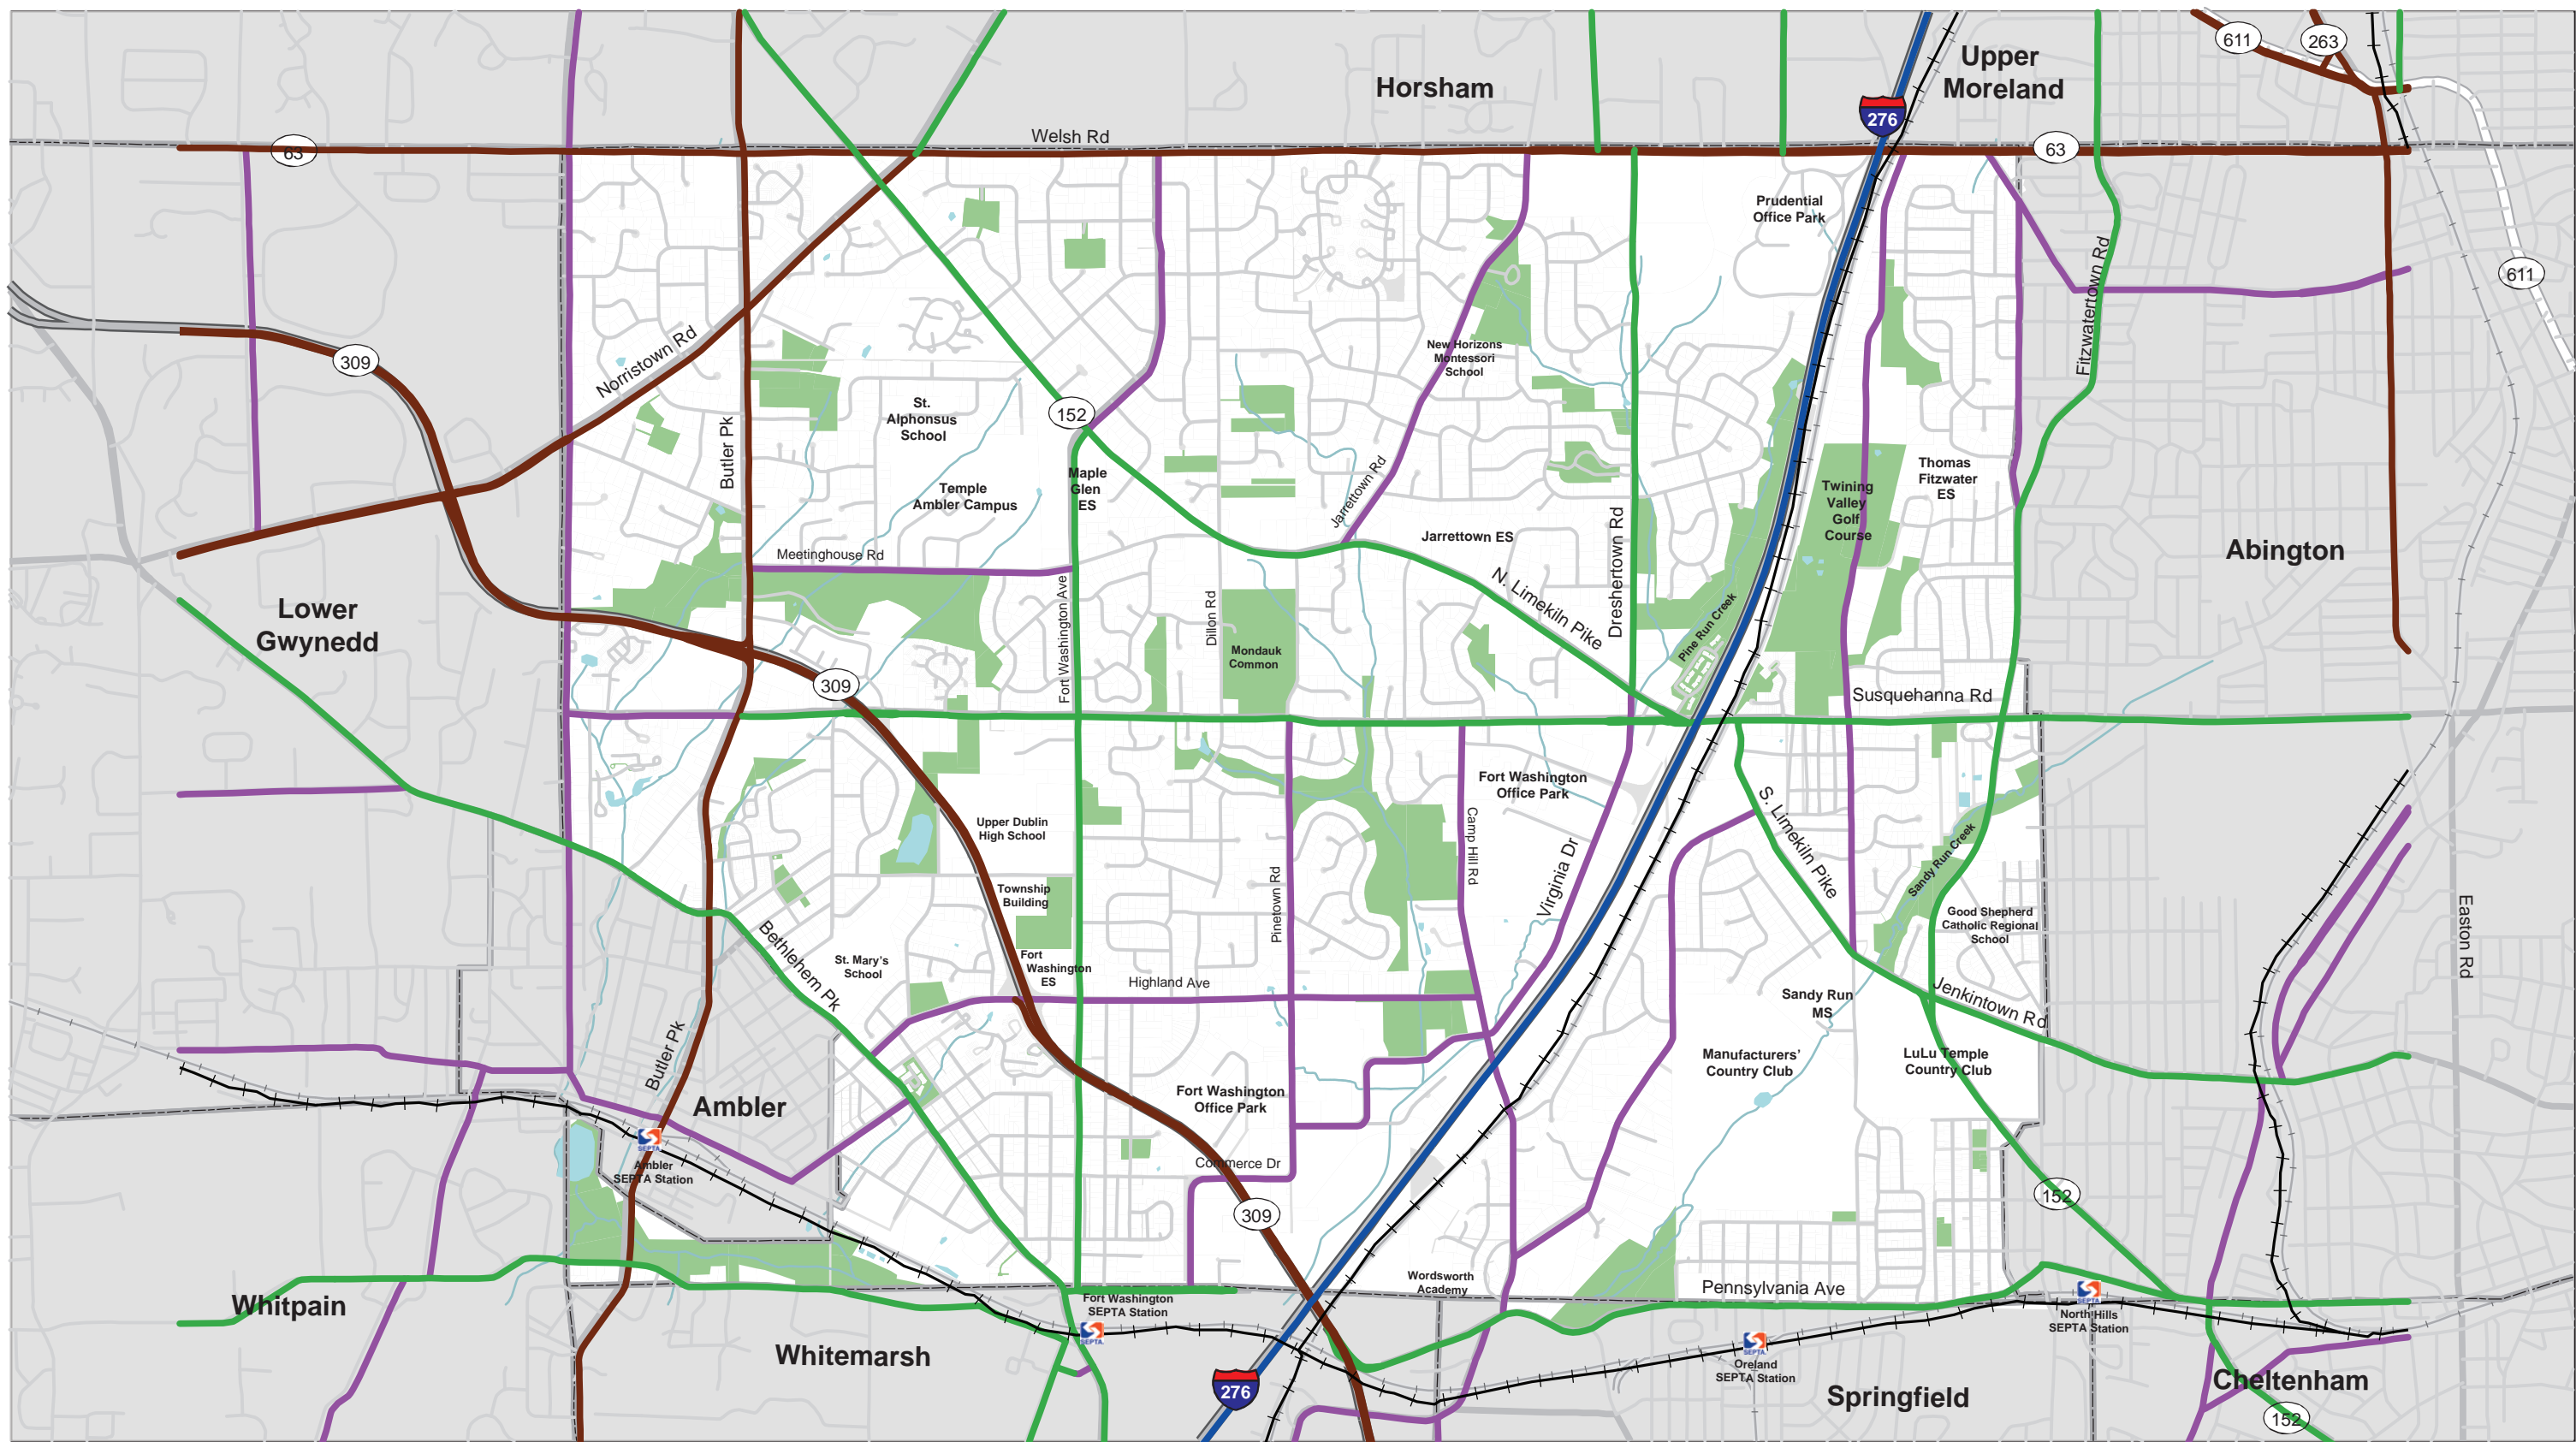 611
263
Upper
Moreland
Horsham
276
Welsh Rd
63
63
Prudential
Office Park
Fitzwatertown Rd
611
Norristown Rd
309
New Horizons
Montessori
School
152
St.
Alphonsus
School
Butler Pk
Maple
Glen
ES
Temple
Ambler Campus
Jarrettown Rd
Thomas
Fitzwater
ES
Twining
Valley
Golf
Course
Jarrettown ES
Dreshertown Rd
Abington
Meetinghouse Rd
N. Limekiln Pike
Lower
Gwynedd
Fort Washington Ave
Dillon Rd
Pine Run Creek
Mondauk
Common
309
Susquehanna Rd
Fort Washington
Office Park
S. Limekiln Pike
Upper Dublin
High School
Camp Hill Rd
Virginia Dr
Sandy Run Creek
Township
Building
Pinetown Rd
Good Shepherd
Catholic Regional
School
Easton Rd
Bethlehem Pk
St. Mary's
School
Fort
Washington
ES
Highland Ave
Sandy Run
MS
Jenkintown Rd
Butler Pk
Manufacturers'
Country Club
LuLu Temple
Country Club
Ambler
Fort Washington
Office Park
SEPTA
Ambler
SEPTA Station
Commerce Dr
152
309
Wordsworth
Academy
Pennsylvania Ave
Whitpain
Fort Washington
SEPTA Station
SEPTA
SEPTA
North Hills
SEPTA Station
SEPTA
Oreland
SEPTA Station
Whitemarsh
276
Springfield
Cheltenham
152